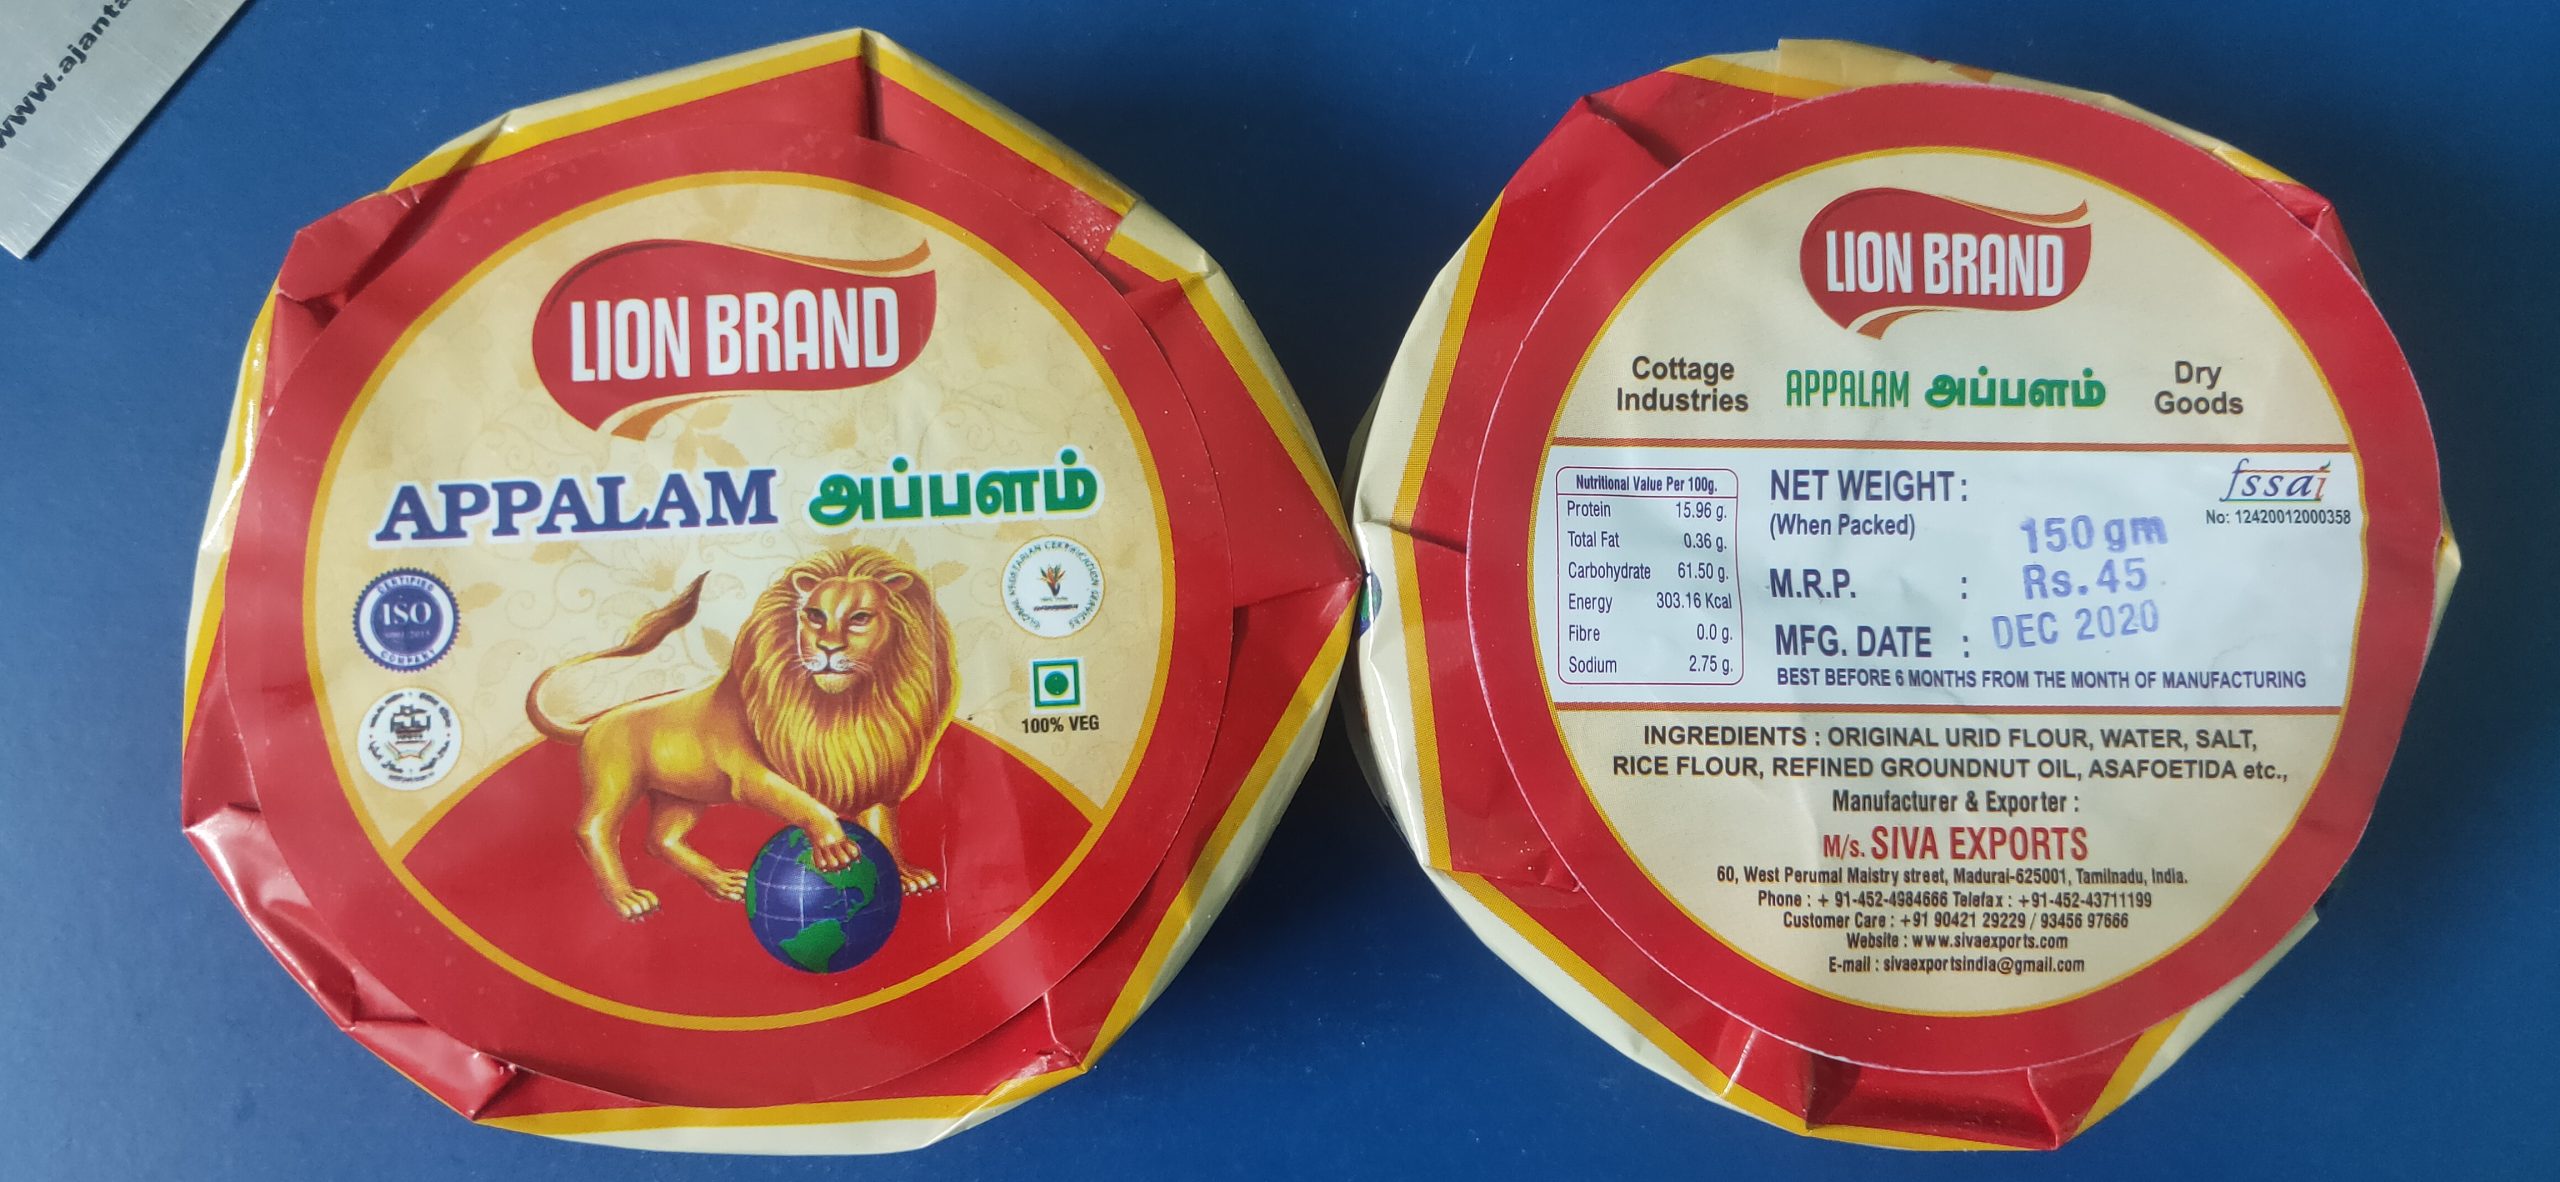 www.ajanta
LION BRAND
APPALAM அப்பளம்
CERTIFIED
ISO
9001:2015
COMPANY
100% VEG
LION BRAND
Cottage
Industries
APPALAM அப்பளம்
Dry
Goods
Nutritional Value Per 100g.
Protein 15.96 g.
Total Fat 0.36 g.
Carbohydrate 61.50 g.
Energy 303.16 Kcal
Fibre 0.0 g.
Sodium 2.75 g.
NET WEIGHT :
(When Packed)
150 gm
M.R.P. : Rs. 45
MFG. DATE : DEC 2020
BEST BEFORE 6 MONTHS FROM THE MONTH OF MANUFACTURING
fssai
No: 12420012000358
INGREDIENTS : ORIGINAL URID FLOUR, WATER, SALT,
RICE FLOUR, REFINED GROUNDNUT OIL, ASAFOETIDA etc.,
Manufacturer & Exporter :
M/s. SIVA EXPORTS
60, West Perumal Maistry street, Madurai-625001, Tamilnadu, India.
Phone : + 91-452-4984666 Telefax : +91-452-43711199
Customer Care : +91 90421 29229 / 93456 97666
Website : www.sivaexports.com
E-mail : sivaexportsindia@gmail.com